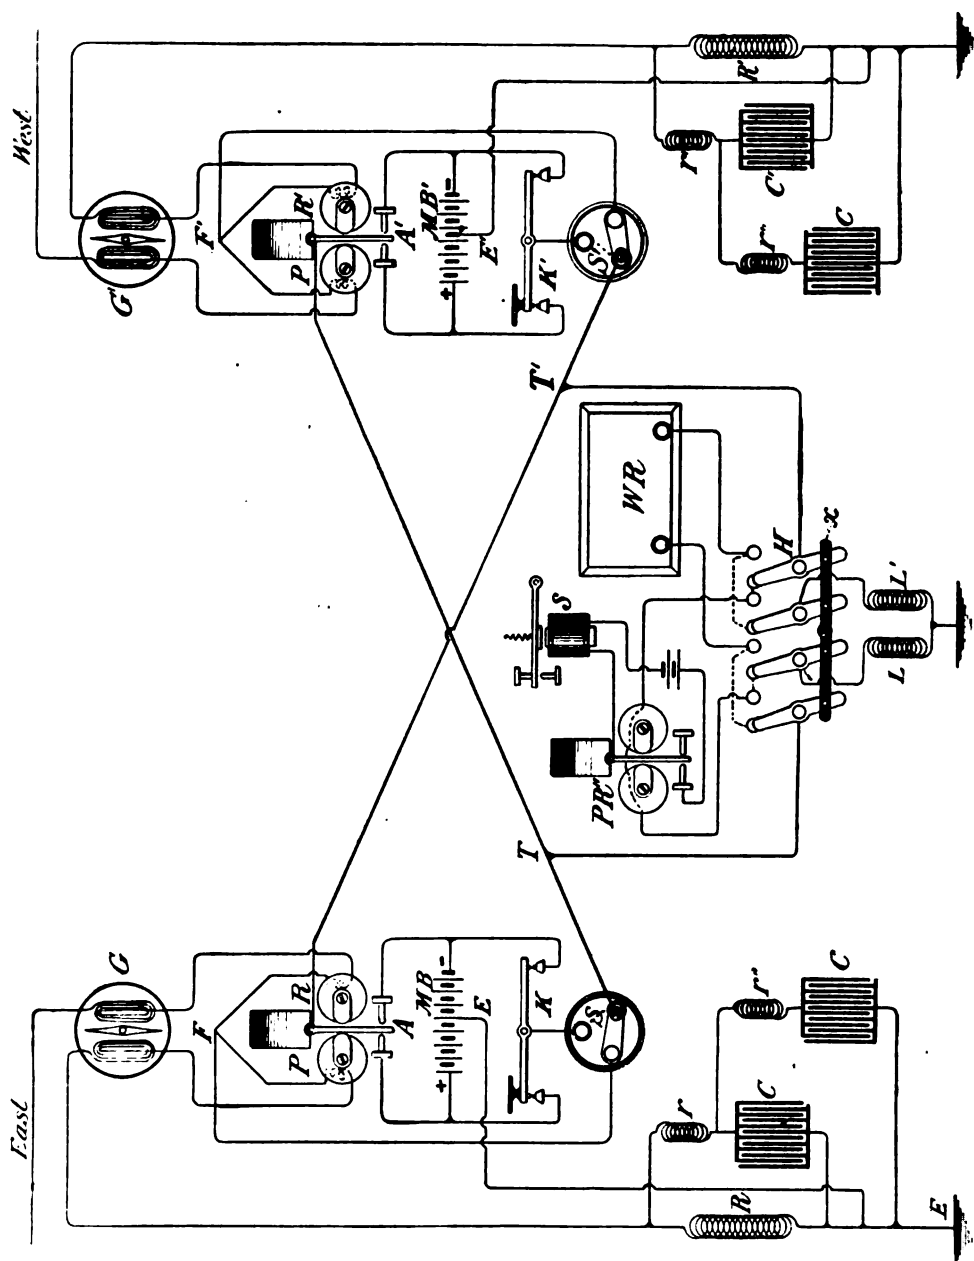 West
East
G'
G
F'
F
P
R'
P
R
A'
A
MB'
MB
+
-
+
-
E"
E
K'
K
S'
S
T'
T
WR
S
PR"
H
x
L
L'
R'
r'
C'
r"
C
R
r
C
r"
C
E